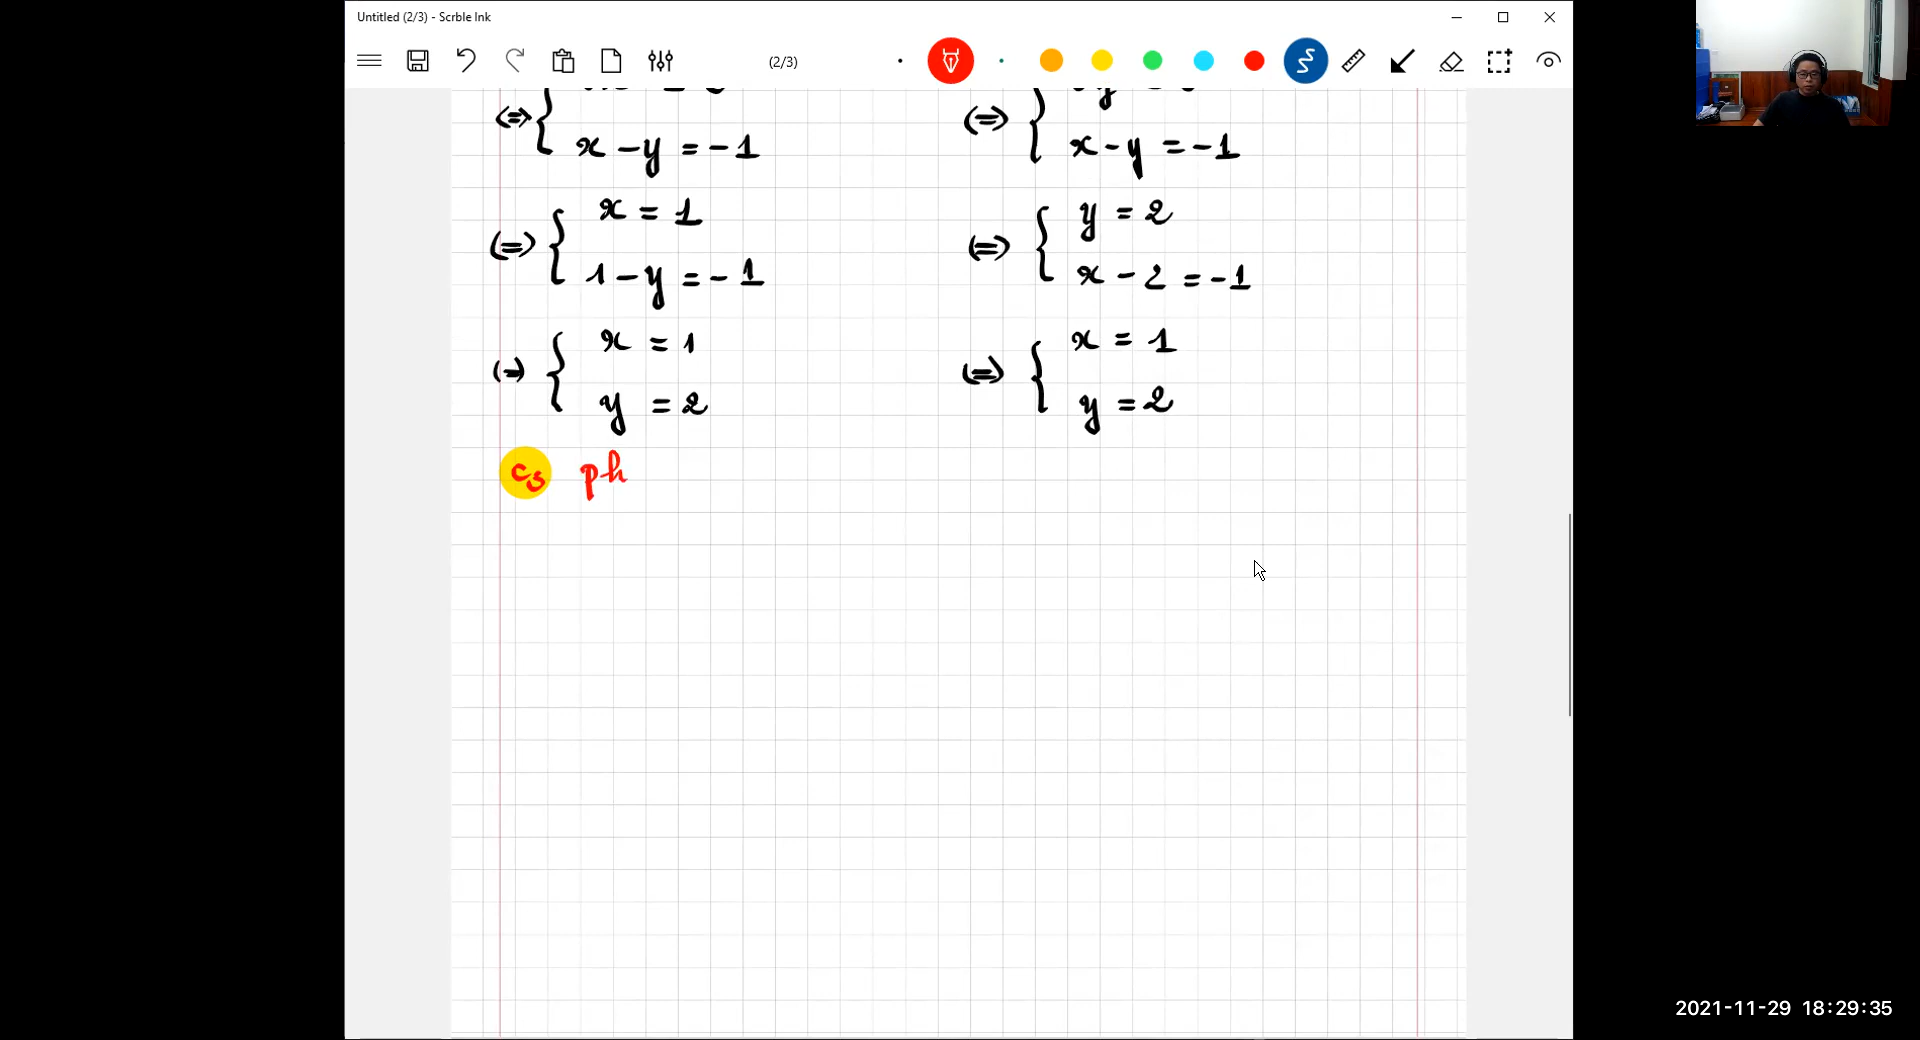 Untitled (2/3) - Scrble Ink
(2/3)
(=> { x - y = -1
(=> { x = 1
1 - y = -1
(=> { x = 1
y = 2
(=> { x - y = -1
(=> { y = 2
x - 2 = -1
(=> { x = 1
y = 2
ph
2021-11-29 18:29:35